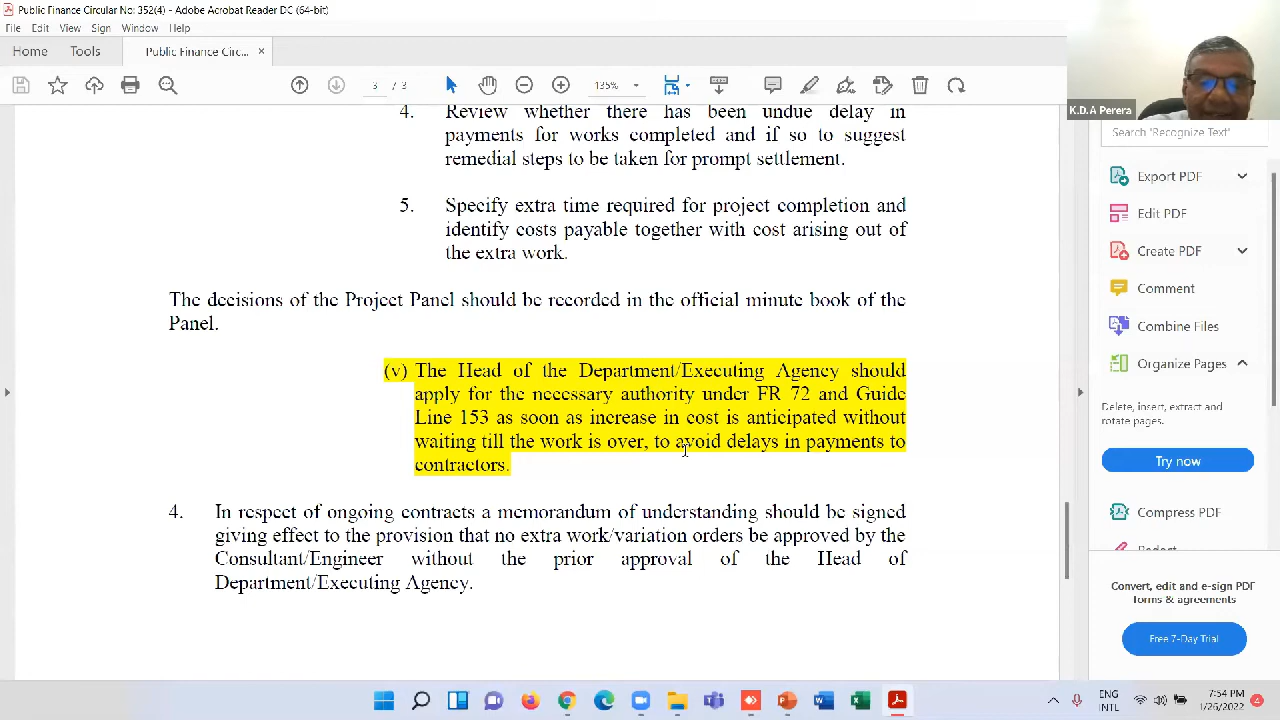 Public Finance Circular No: 352(4) - Adobe Acrobat Reader DC (64-bit)
File Edit View Sign Window Help
Home Tools Public Finance Circ... ×
3 / 3 135%
4. Review whether there has been undue delay in
payments for works completed and if so to suggest
remedial steps to be taken for prompt settlement.
5. Specify extra time required for project completion and
identify costs payable together with cost arising out of
the extra work.
The decisions of the Project Panel should be recorded in the official minute book of the
Panel.
(v) The Head of the Department/Executing Agency should
apply for the necessary authority under FR 72 and Guide
Line 153 as soon as increase in cost is anticipated without
waiting till the work is over, to avoid delays in payments to
contractors.
4. In respect of ongoing contracts a memorandum of understanding should be signed
giving effect to the provision that no extra work/variation orders be approved by the
Consultant/Engineer without the prior approval of the Head of
Department/Executing Agency.
K.D.A Perera
Search 'Recognize Text'
Export PDF
Edit PDF
Create PDF
Comment
Combine Files
Organize Pages
Delete, insert, extract and
rotate pages.
Try now
Compress PDF
Redact
Convert, edit and e-sign PDF
forms & agreements
Free 7-Day Trial
ENG
INTL
7:54 PM
1/26/2022
4